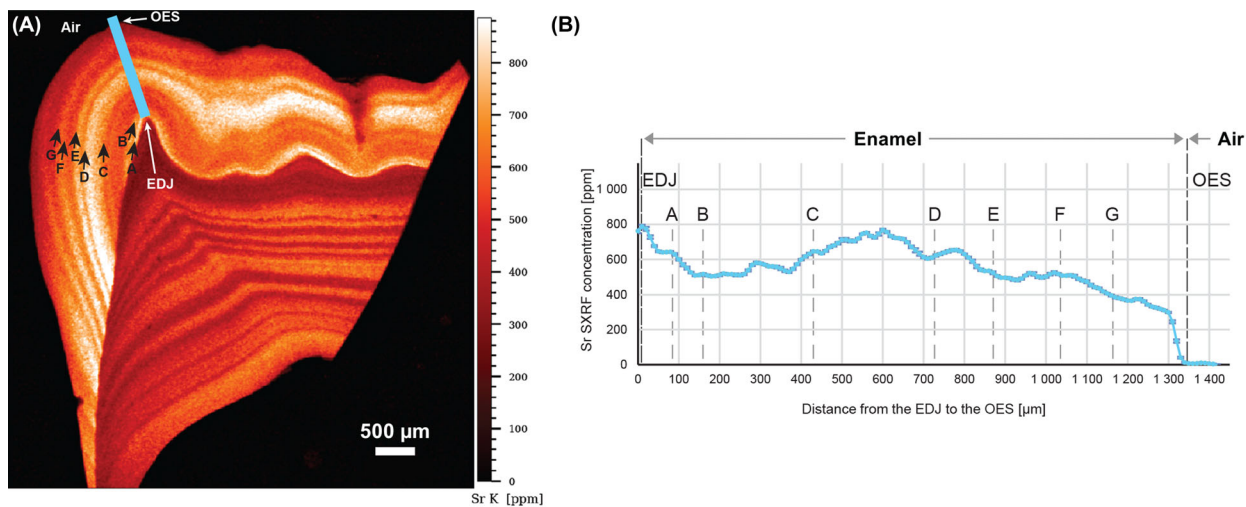 (A)
Air
OES
G
F
E
D
C
B
A
EDJ
500 µm
800
700
600
500
400
300
200
100
0
Sr K [ppm]
(B)
Enamel
Air
Sr SXRF concentration [ppm]
1 000
800
600
400
200
0
EDJ
A
B
C
D
E
F
G
OES
0 100 200 300 400 500 600 700 800 900 1 000 1 100 1 200 1 300 1 400
Distance from the EDJ to the OES [µm]